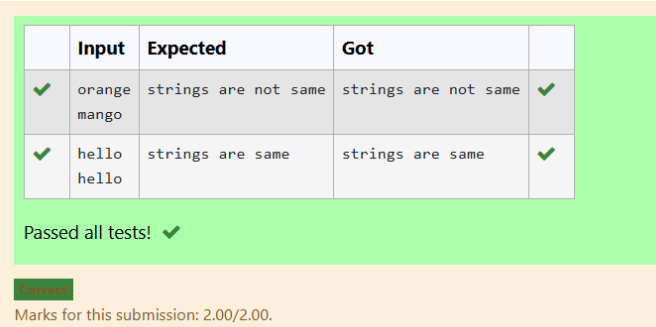 Input Expected Got
orange strings are not same strings are not same
mango
hello strings are same strings are same
hello
Passed all tests!
Correct
Marks for this submission: 2.00/2.00.